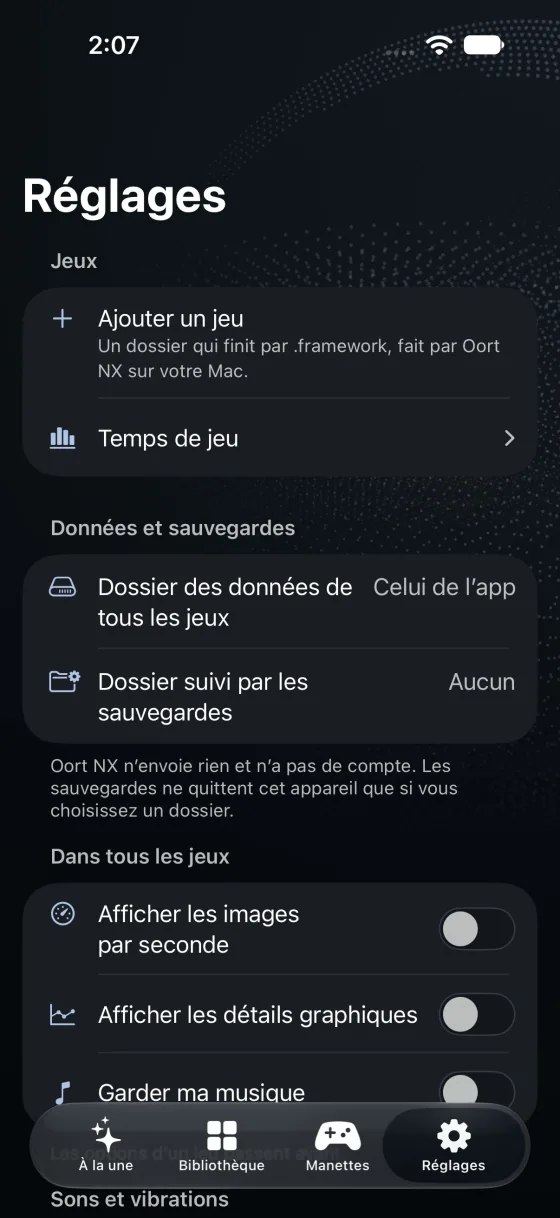 2:07
Réglages
Jeux
Ajouter un jeu
Un dossier qui finit par .framework, fait par Oort
NX sur votre Mac.
Temps de jeu
Données et sauvegardes
Dossier des données de
tous les jeux
Celui de l’app
Dossier suivi par les
sauvegardes
Aucun
Oort NX n’envoie rien et n’a pas de compte. Les
sauvegardes ne quittent cet appareil que si vous
choisissez un dossier.
Dans tous les jeux
Afficher les images
par seconde
Afficher les détails graphiques
Garder ma musique
À la une
Bibliothèque
Manettes
Réglages
Sons et vibrations